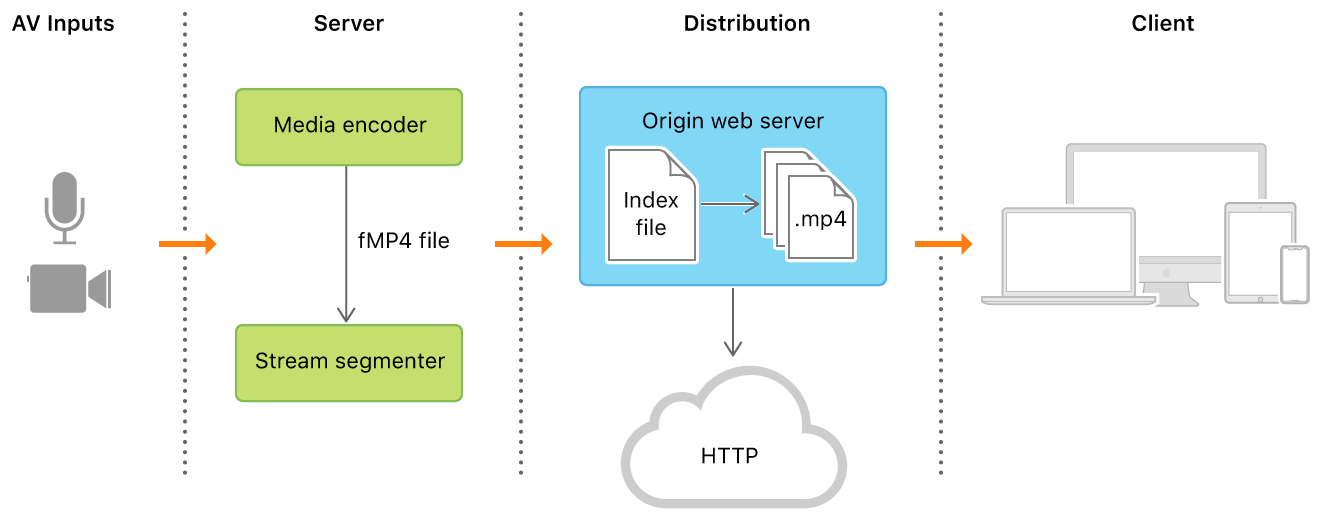 AV Inputs
Server
Distribution
Client
Media encoder
fMP4 file
Stream segmenter
Origin web server
Index
file
.mp4
HTTP